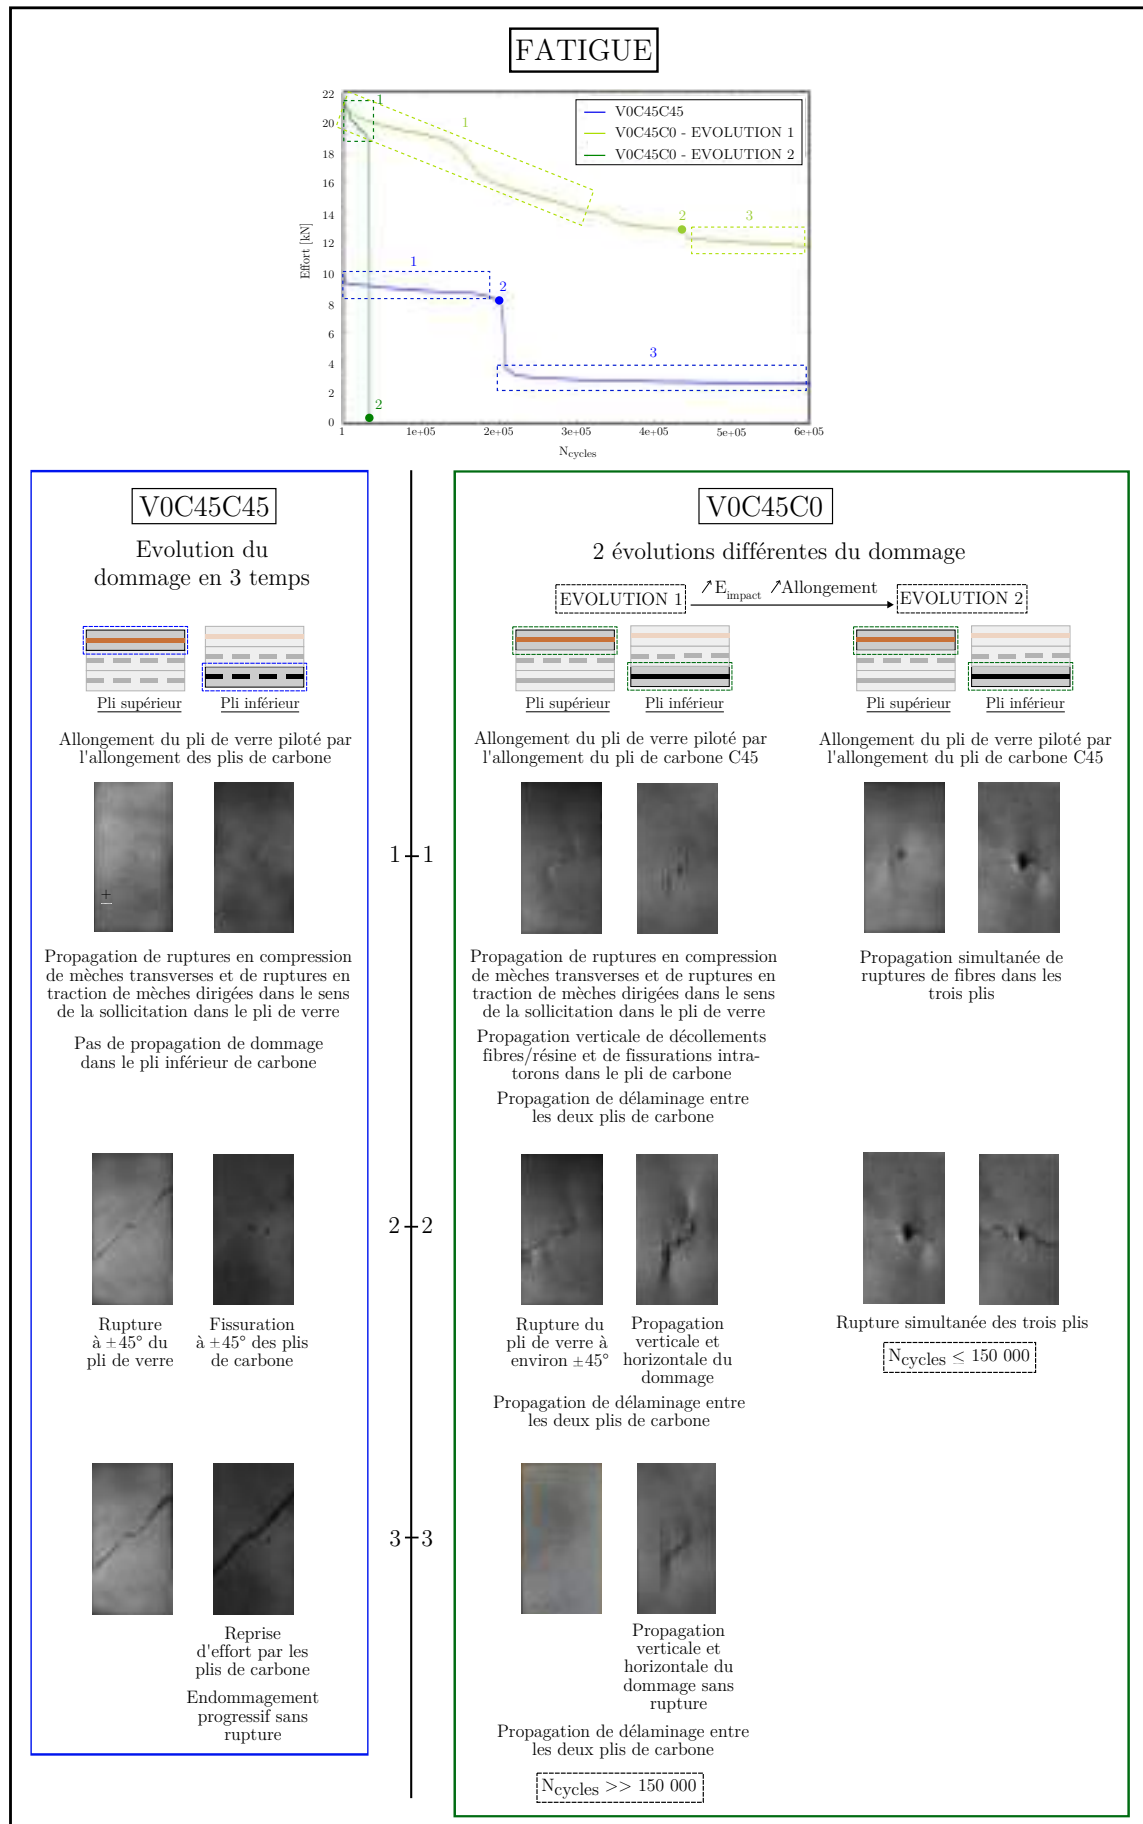 FATIGUE
22
20
18
16
14
12
10
8
6
4
2
0
Effort [kN]
1
1e+05
2e+05
3e+05
4e+05
5e+05
6e+05
Ncycles
V0C45C45
V0C45C0 - EVOLUTION 1
V0C45C0 - EVOLUTION 2
1
1
2
3
1
2
3
2
V0C45C45
Evolution du
dommage en 3 temps
Pli supérieur
Pli inférieur
Allongement du pli de verre piloté par
l'allongement des plis de carbone
+
Propagation de ruptures en compression
de mèches transverses et de ruptures en
traction de mèches dirigées dans le sens
de la sollicitation dans le pli de verre
Pas de propagation de dommage
dans le pli inférieur de carbone
Rupture
à ±45° du
pli de verre
Fissuration
à ±45° des plis
de carbone
Reprise
d'effort par les
plis de carbone
Endommagement
progressif sans
rupture
1 1
2 2
3 3
V0C45C0
2 évolutions différentes du dommage
EVOLUTION 1
↗E impact ↗Allongement
EVOLUTION 2
Pli supérieur
Pli inférieur
Allongement du pli de verre piloté par
l'allongement du pli de carbone C45
Propagation de ruptures en compression
de mèches transverses et de ruptures en
traction de mèches dirigées dans le sens
de la sollicitation dans le pli de verre
Propagation verticale de décollements
fibres/résine et de fissurations intra-
torons dans le pli de carbone
Propagation de délaminage entre
les deux plis de carbone
Rupture du
pli de verre à
environ ±45°
Propagation
verticale et
horizontale du
dommage
Propagation de délaminage entre
les deux plis de carbone
Propagation
verticale et
horizontale du
dommage sans
rupture
Propagation de délaminage entre
les deux plis de carbone
Ncycles >> 150 000
Pli supérieur
Pli inférieur
Allongement du pli de verre piloté par
l'allongement du pli de carbone C45
Propagation simultanée de
ruptures de fibres dans les
trois plis
Rupture simultanée des trois plis
Ncycles ≤ 150 000